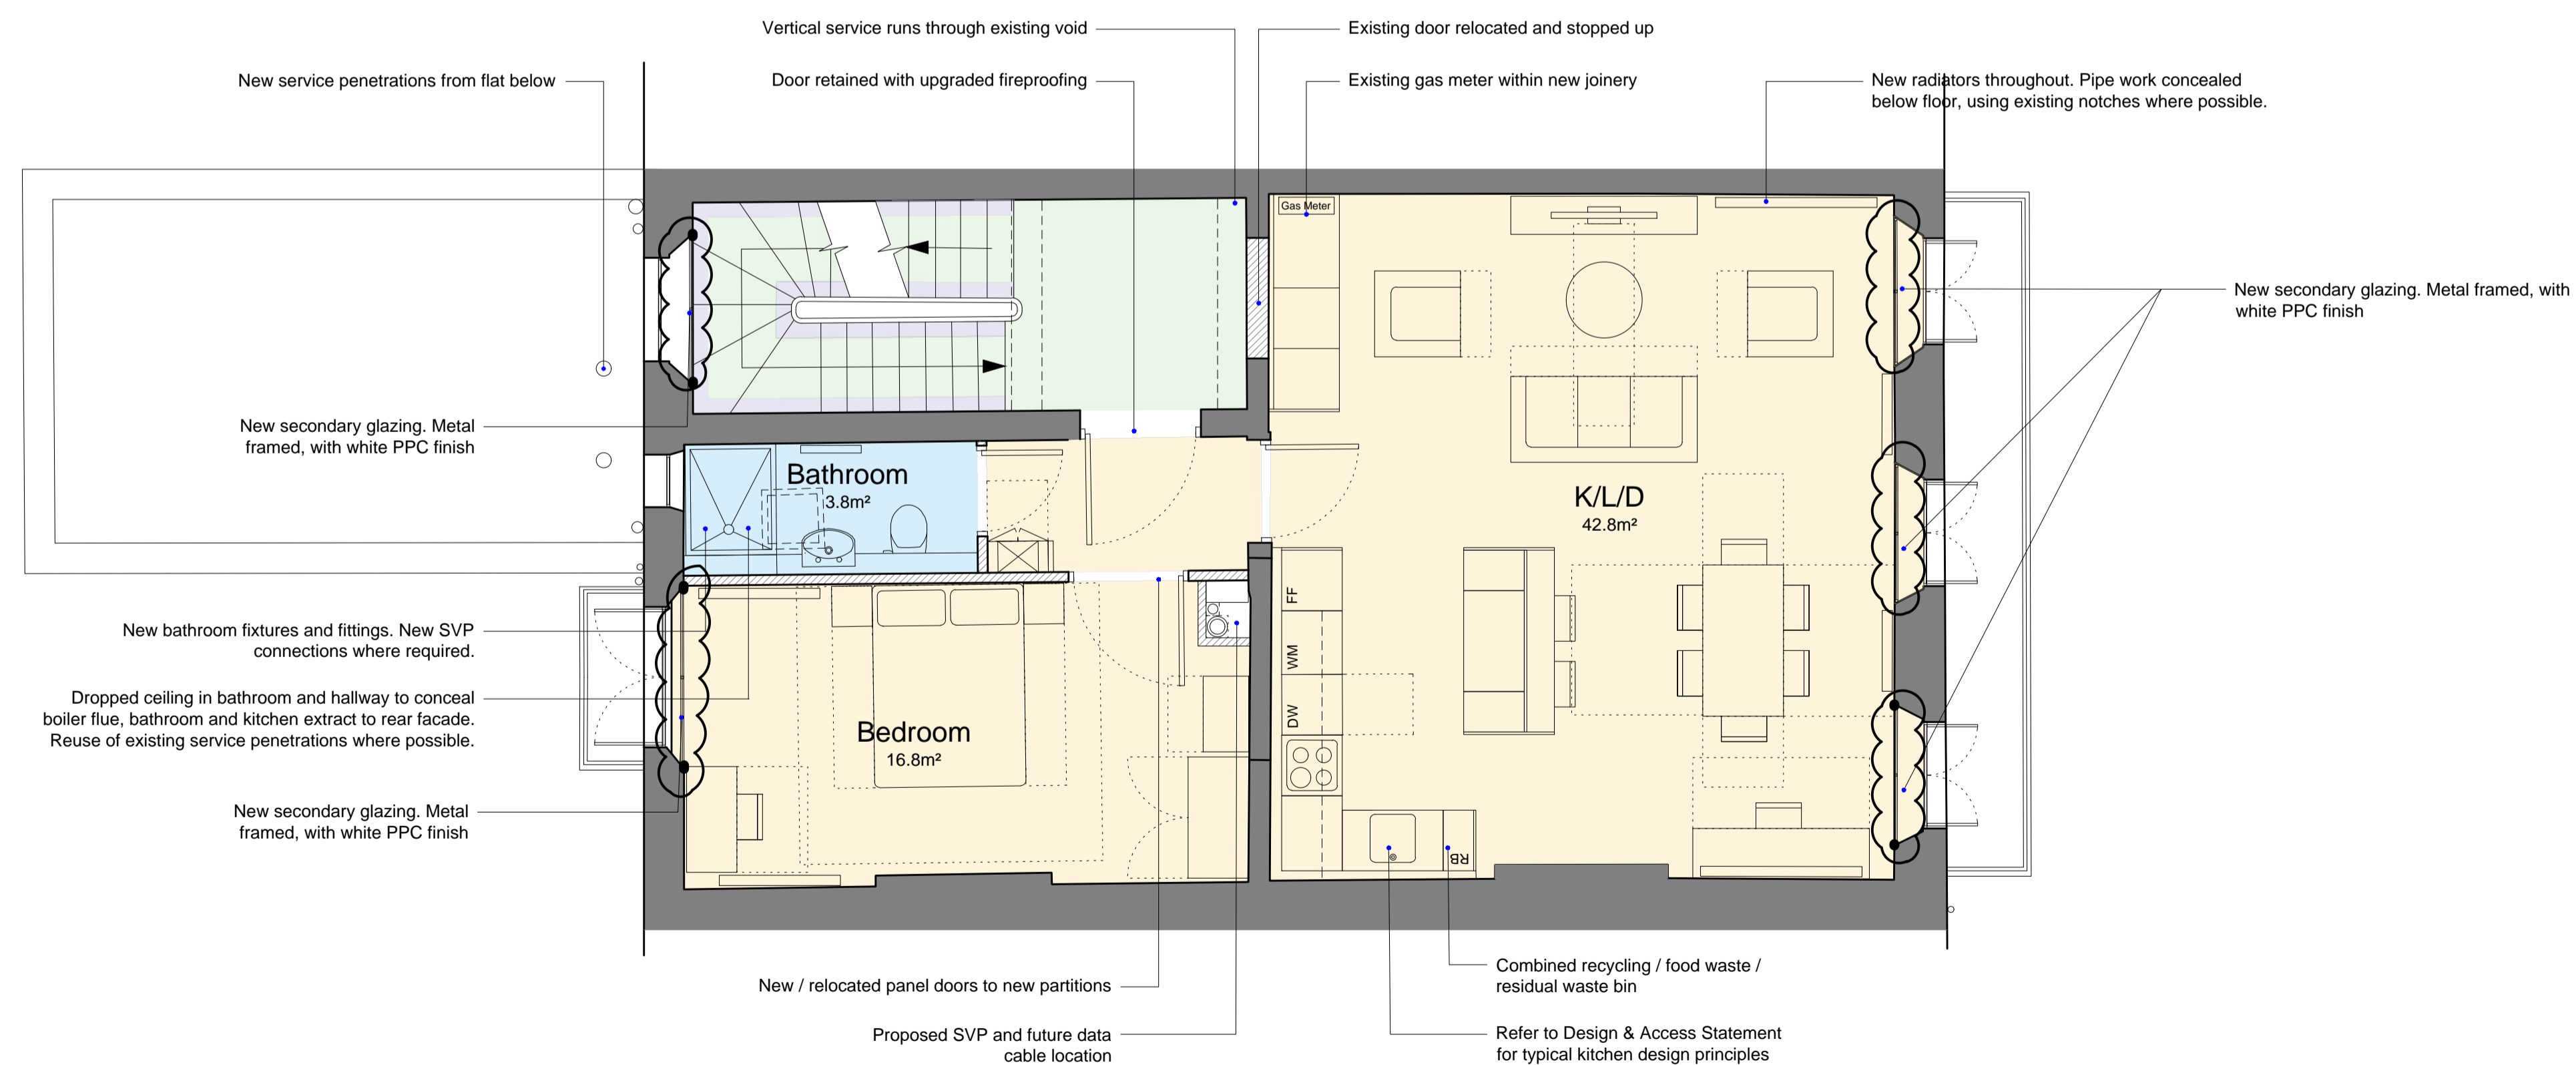 Vertical service runs through existing void
Existing door relocated and stopped up
New service penetrations from flat below
Door retained with upgraded fireproofing
Existing gas meter within new joinery
New radiators throughout. Pipe work concealed
below floor, using existing notches where possible.
Gas Meter
New secondary glazing. Metal framed, with
white PPC finish
New secondary glazing. Metal
framed, with white PPC finish
Bathroom
3.8m²
K/L/D
42.8m²
FF
WM
DW
New bathroom fixtures and fittings. New SVP
connections where required.
Dropped ceiling in bathroom and hallway to conceal
boiler flue, bathroom and kitchen extract to rear facade.
Reuse of existing service penetrations where possible.
Bedroom
16.8m²
New secondary glazing. Metal
framed, with white PPC finish
RB
New / relocated panel doors to new partitions
Combined recycling / food waste /
residual waste bin
Proposed SVP and future data
cable location
Refer to Design & Access Statement
for typical kitchen design principles